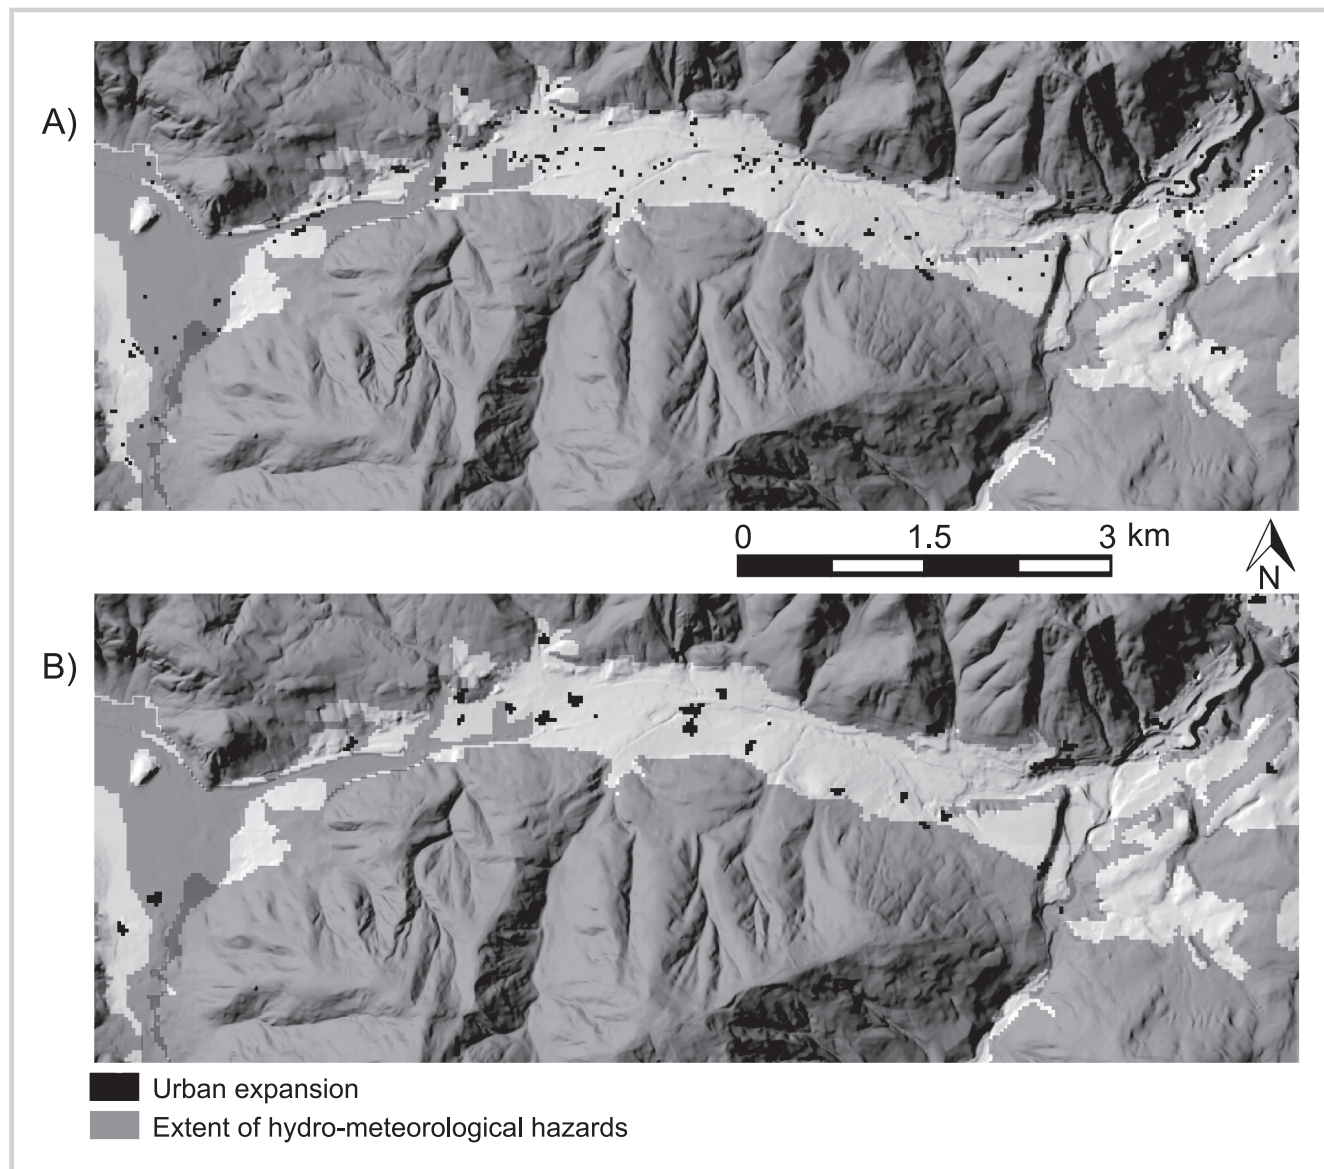 A)
0 1.5 3 km
N
B)
Urban expansion
Extent of hydro-meteorological hazards